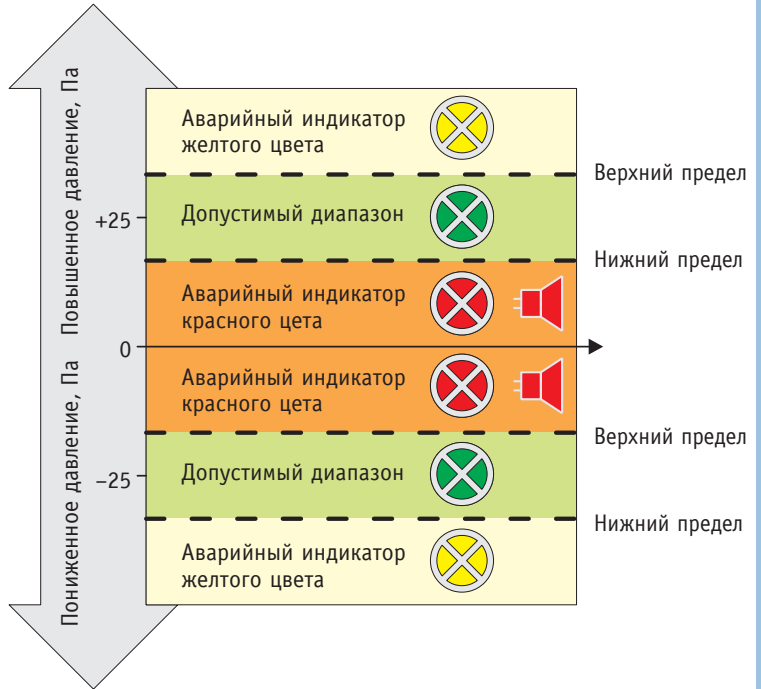 Повышенное давление, Па
Пониженное давление, Па
Аварийный индикатор
желтого цвета
Верхний предел
+25
Допустимый диапазон
Нижний предел
Аварийный индикатор
красного цета
0
Аварийный индикатор
красного цета
Верхний предел
−25
Допустимый диапазон
Нижний предел
Аварийный индикатор
желтого цвета